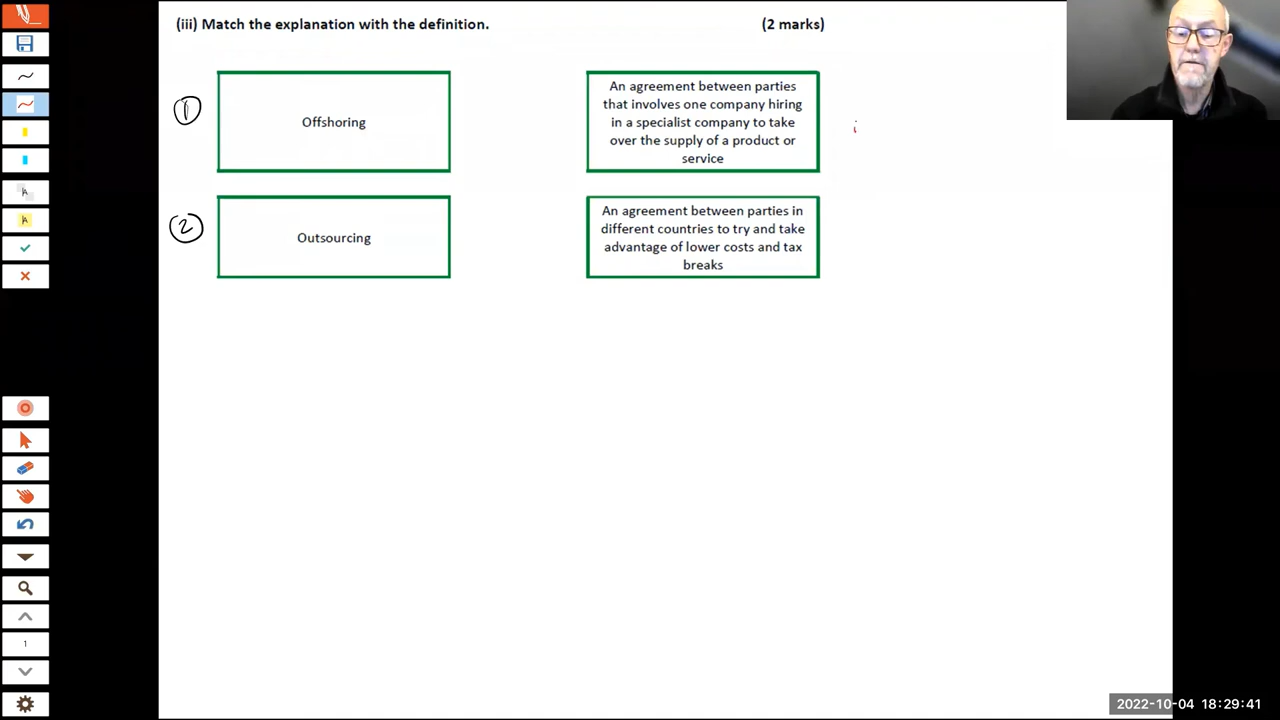 (iii) Match the explanation with the definition. (2 marks)
1
Offshoring
An agreement between parties
that involves one company hiring
in a specialist company to take
over the supply of a product or
service
2
Outsourcing
An agreement between parties in
different countries to try and take
advantage of lower costs and tax
breaks
i
A
A
1
2022-10-04 18:29:41